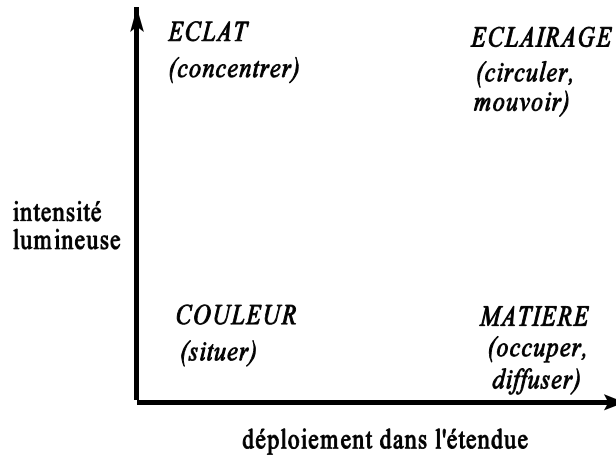 ECLAT
(concentrer)
ECLAIRAGE
(circuler,
mouvoir)
intensité
lumineuse
COULEUR
(situer)
MATIERE
(occuper,
diffuser)
déploiement dans l'étendue